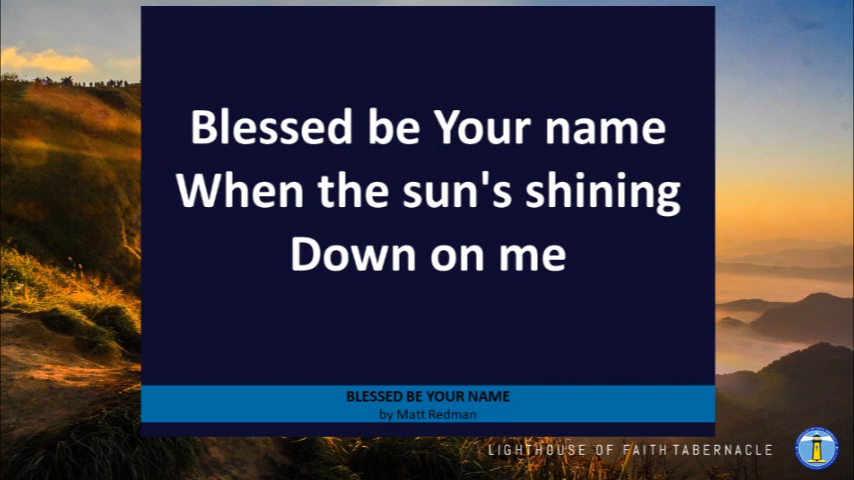 Blessed be Your name
When the sun's shining
Down on me
BLESSED BE YOUR NAME
by Matt Redman
LIGHTHOUSE OF FAITH TABERNACLE